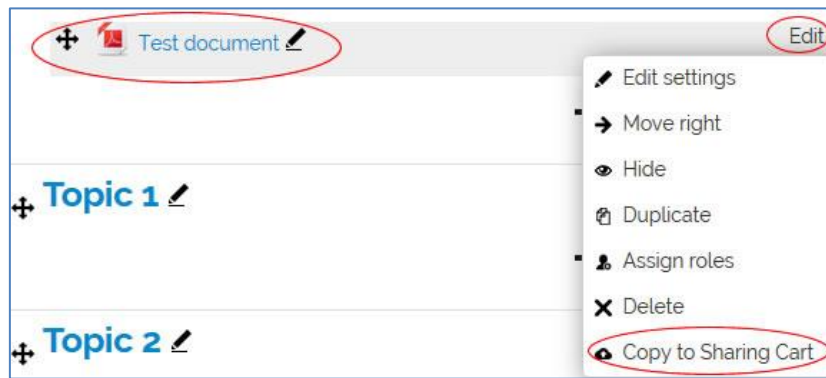 Test document
Edit
Edit settings
Move right
Hide
Topic 1
Duplicate
Assign roles
Delete
Topic 2
Copy to Sharing Cart